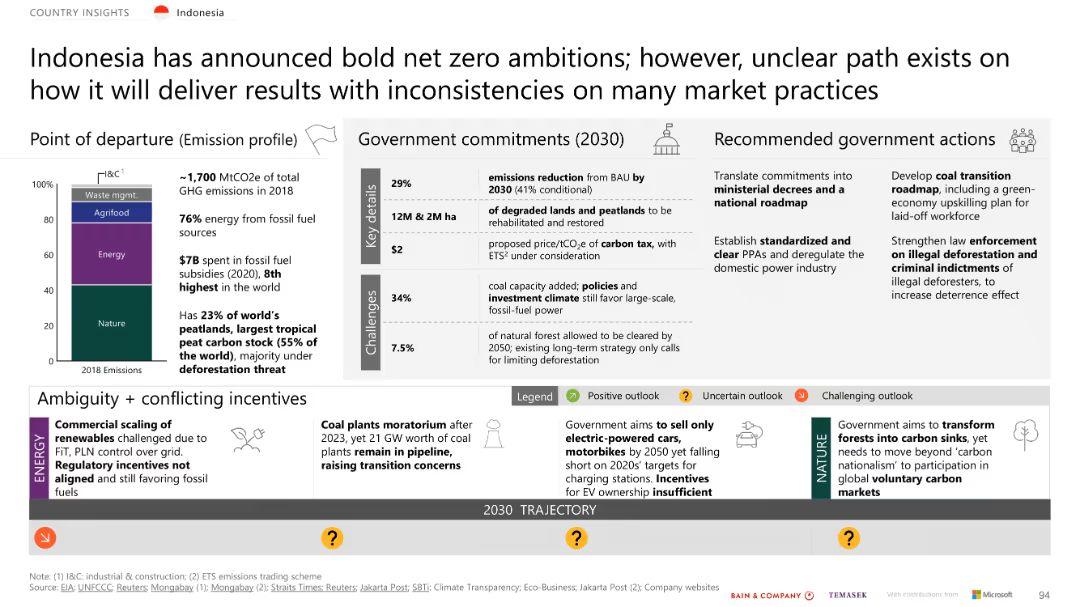 COUNTRY INSIGHTS
Indonesia
Indonesia has announced bold net zero ambitions; however, unclear path exists on
how it will deliver results with inconsistencies on many market practices
Point of departure (Emission profile)
I&C 1
100%
80
60
40
20
0
Waste mgmt.
Agrifood
Energy
Nature
2018 Emissions
~1,700 MtCO2e of total
GHG emissions in 2018
76% energy from fossil fuel
sources
$7B spent in fossil fuel
subsidies (2020), 8th
highest in the world
Has 23% of world's
peatlands, largest tropical
peat carbon stock (55% of
the world), majority under
deforestation threat
Government commitments (2030)
Key details
29%
emissions reduction from BAU by
2030 (41% conditional)
12M & 2M ha
of degraded lands and peatlands to be
rehabilitated and restored
$2
proposed price/tCO2e of carbon tax, with
ETS2 under consideration
Challenges
34%
coal capacity added; policies and
investment climate still favor large-scale,
fossil-fuel power
7.5%
of natural forest allowed to be cleared by
2050; existing long-term strategy only calls
for limiting deforestation
Recommended government actions
Translate commitments into
ministerial decrees and a
national roadmap
Develop coal transition
roadmap, including a green-
economy upskilling plan for
laid-off workforce
Establish standardized and
clear PPAs and deregulate the
domestic power industry
Strengthen law enforcement
on illegal deforestation and
criminal indictments of
illegal deforesters, to
increase deterrence effect
Ambiguity + conflicting incentives
Legend
Positive outlook
? Uncertain outlook
Challenging outlook
ENERGY
Commercial scaling of
renewables challenged due to
FiT, PLN control over grid.
Regulatory incentives not
aligned and still favoring fossil
fuels
Coal plants moratorium after
2023, yet 21 GW worth of coal
plants remain in pipeline,
raising transition concerns
Government aims to sell only
electric-powered cars,
motorbikes by 2050 yet falling
short on 2020s' targets for
charging stations. Incentives
for EV ownership insufficient
NATURE
Government aims to transform
forests into carbon sinks, yet
needs to move beyond 'carbon
nationalism' to participation in
global voluntary carbon
markets
2030 TRAJECTORY
?
?
?
Note: (1) I&C: industrial & construction; (2) ETS emissions trading scheme
Source: EIA; UNFCCC; Reuters; Mongabay (1); Mongabay (2); Straits Times; Reuters; Jakarta Post; SBTi; Climate Transparency; Eco-Business; Jakarta Post (2); Company websites
BAIN & COMPANY
TEMASEK
With contributions from
Microsoft
94